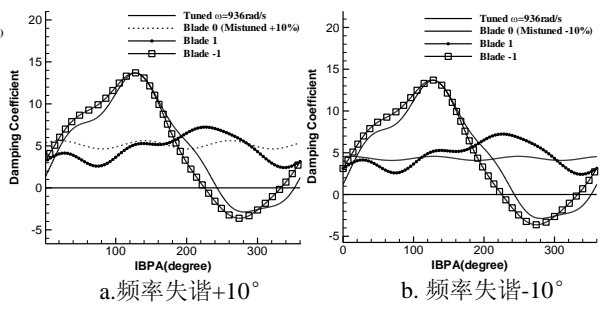 )
Tuned ω=936rad/s
Blade 0 (Mistuned +10%)
Blade 1
Blade -1
Damping Coefficient
20
15
10
5
0
-5
100
200
300
IBPA(degree)
a.频率失谐+10°
Tuned ω=936rad/s
Blade 0 (Mistuned -10%)
Blade 1
Blade -1
Damping Coefficient
20
15
10
5
0
-5
0
100
200
300
IBPA(degree)
b. 频率失谐-10°